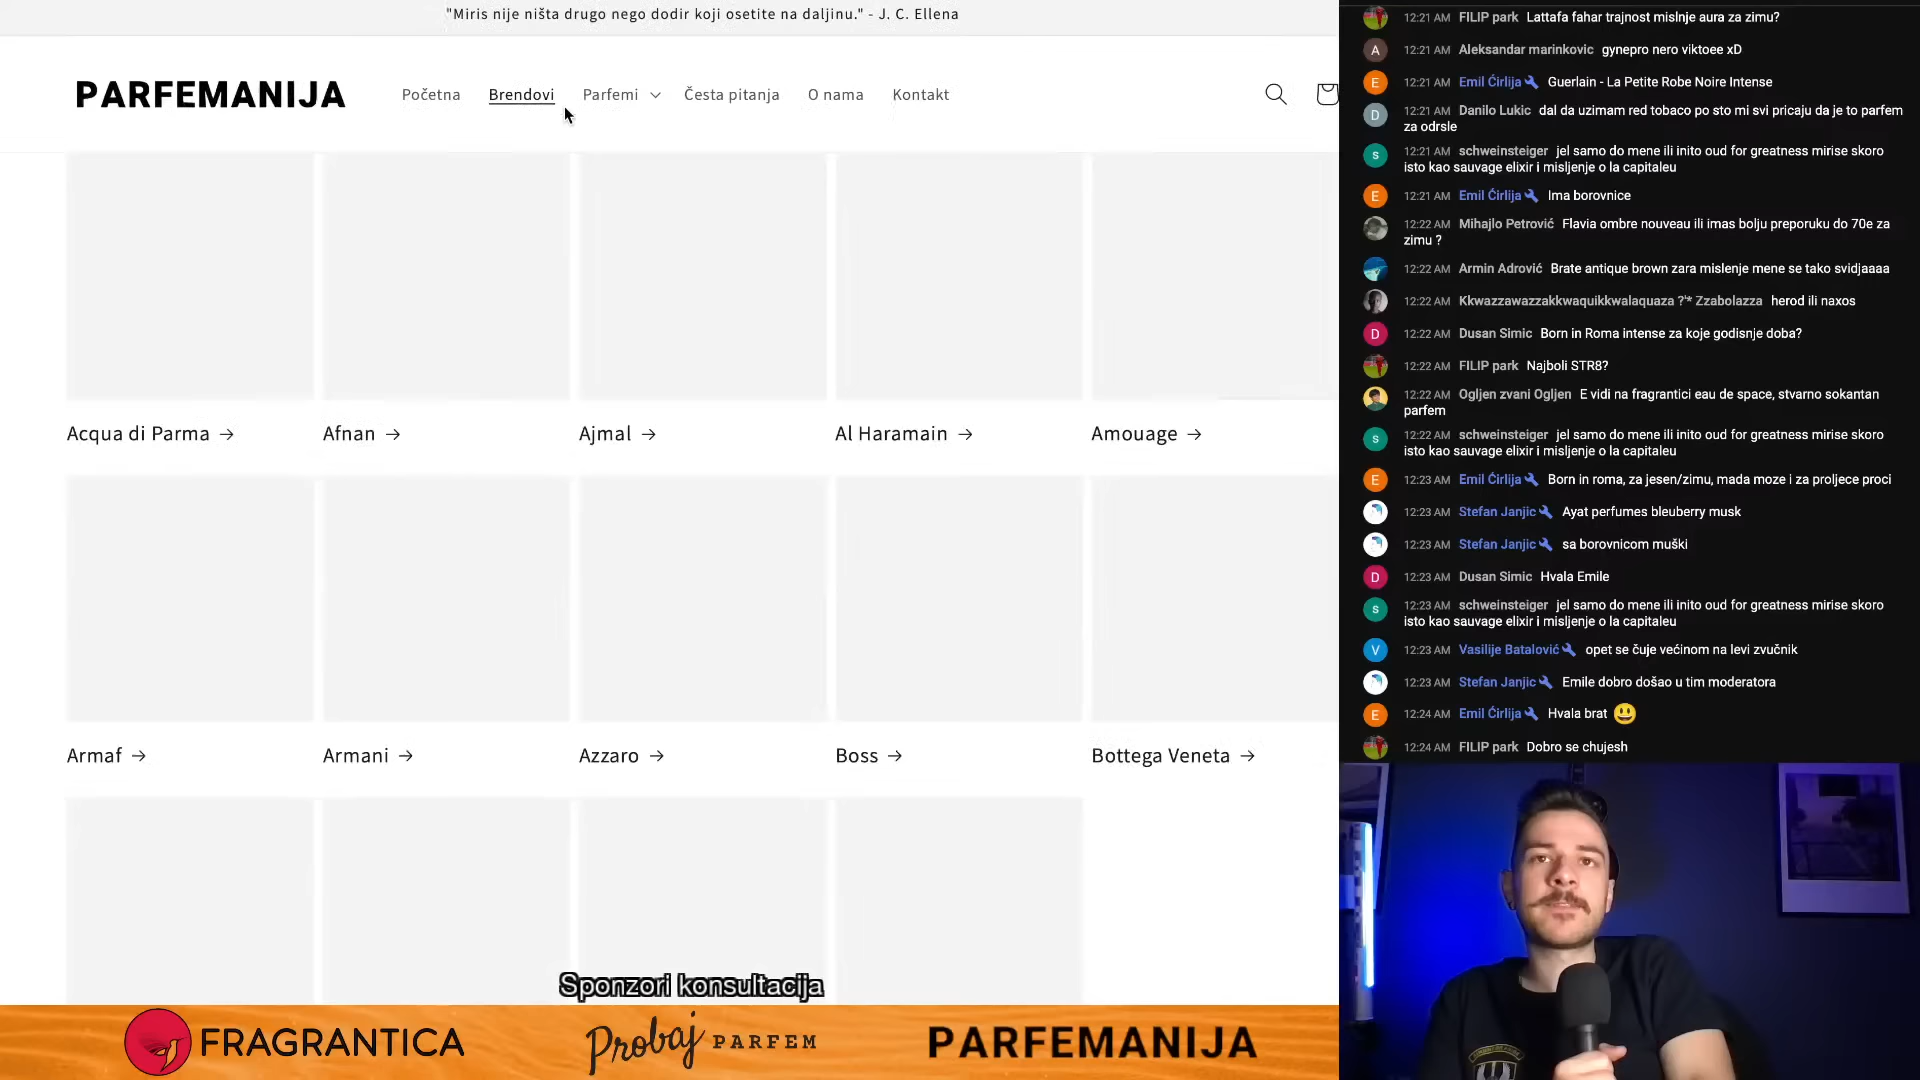 "Miris nije ništa drugo nego dodir koji osetite na daljinu." - J. C. Ellena
PARFEMANIJA
Početna
Brendovi
Parfemi
Česta pitanja
O nama
Kontakt
Acqua di Parma →
Afnan →
Ajmal →
Al Haramain →
Amouage →
Armaf →
Armani →
Azzaro →
Boss →
Bottega Veneta →
Sponzori konsultacija
FRAGRANTICA
Probaj PARFEM
PARFEMANIJA
12:21 AM FILIP park Lattafa fahar trajnost mislnje aura za zimu?
A 12:21 AM Aleksandar marinkovic gynepro nero viktoee xD
E 12:21 AM Emil Ćirlija Guerlain - La Petite Robe Noire Intense
D 12:21 AM Danilo Lukic dal da uzimam red tobaco po sto mi svi pricaju da je to parfem
za odrsle
s 12:21 AM schweinsteiger jel samo do mene ili inito oud for greatness mirise skoro
isto kao sauvage elixir i misljenje o la capitaleu
E 12:21 AM Emil Ćirlija Ima borovnice
12:22 AM Mihajlo Petrović Flavia ombre nouveau ili imas bolju preporuku do 70e za
zimu ?
12:22 AM Armin Adrović Brate antique brown zara mislenje mene se tako svidjaaaa
12:22 AM Kkwazzawazzakkwaquikkwalaquaza ?'* Zzabolazza herod ili naxos
D 12:22 AM Dusan Simic Born in Roma intense za koje godisnje doba?
12:22 AM FILIP park Najboli STR8?
12:22 AM Ogljen zvani Ogljen E vidi na fragrantici eau de space, stvarno sokantan
parfem
s 12:22 AM schweinsteiger jel samo do mene ili inito oud for greatness mirise skoro
isto kao sauvage elixir i misljenje o la capitaleu
E 12:23 AM Emil Ćirlija Born in roma, za jesen/zimu, mada moze i za proljece proci
12:23 AM Stefan Janjic Ayat perfumes bleuberry musk
12:23 AM Stefan Janjic sa borovnicom muški
D 12:23 AM Dusan Simic Hvala Emile
s 12:23 AM schweinsteiger jel samo do mene ili inito oud for greatness mirise skoro
isto kao sauvage elixir i misljenje o la capitaleu
V 12:23 AM Vasilije Batalović opet se čuje većinom na levi zvučnik
12:23 AM Stefan Janjic Emile dobro došao u tim moderatora
E 12:24 AM Emil Ćirlija Hvala brat 😃
12:24 AM FILIP park Dobro se chujesh